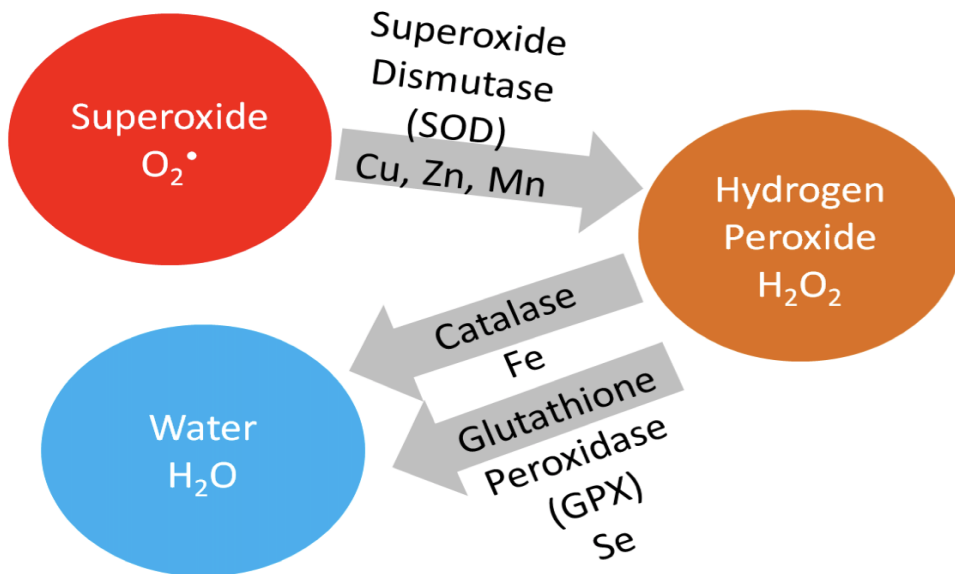 Superoxide
O₂•
Superoxide
Dismutase
(SOD)
Cu, Zn, Mn
Hydrogen
Peroxide
H₂O₂
Catalase
Fe
Glutathione
Peroxidase
(GPX)
Se
Water
H₂O